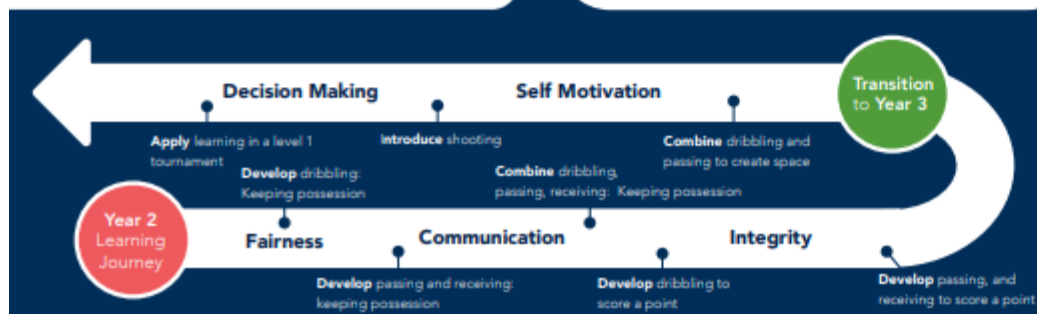 Decision Making
Self Motivation
Transition
to Year 3
Apply learning in a level 1
tournament
Introduce shooting
Combine dribbling and
passing to create space
Develop dribbling:
Keeping possession
Combine dribbling,
passing, receiving: Keeping possession
Year 2
Learning
Journey
Fairness
Communication
Integrity
Develop passing and receiving:
keeping possession
Develop dribbling to
score a point
Develop passing, and
receiving to score a point